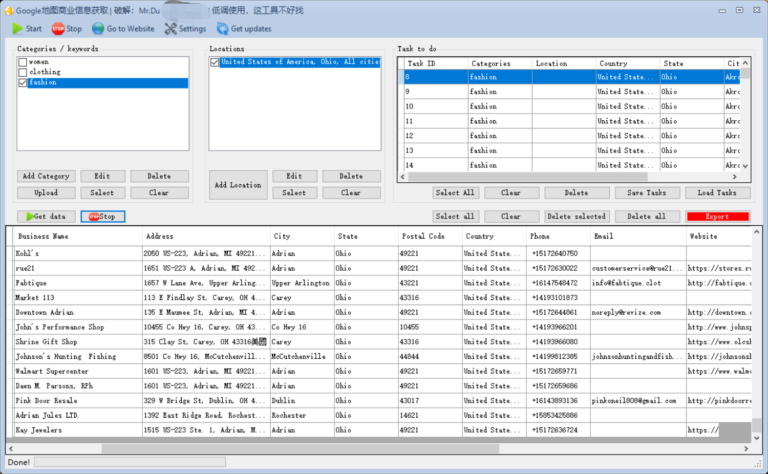 Google地图商业信息获取 | 破解：Mr.Du | 低调使用，这工具不好找
Start Stop Go to Website Settings Get updates
Categories / keywords Locations Task to do
women
clothing
fashion
United States of America, Ohio, All cities
Task ID Categories Location Country State
8 fashion United State... Ohio Akro
9 fashion United State... Ohio Akro
10 fashion United State... Ohio Akro
11 fashion United State... Ohio Akro
12 fashion United State... Ohio Akro
13 fashion United State... Ohio Akro
14 fashion United State... Ohio Akro
Add Category Edit Delete
Upload Select Clear
Add Location Edit Delete
Select Clear
Select All Clear Delete Save Tasks Load Tasks
Get data Stop
Select all Clear Delete selected Delete all Export
Business Name Address City State Postal Code Country Phone Email Website
Kohl's 2050 US-223, Adrian, MI 49221... Adrian Ohio 49221 United State... +15172640750
rue21 1651 US-223 A, Adrian, MI 492... Adrian Ohio 49221 United State... +15172630022 customerservice@rue21... https://stores.ru
Fabtique 1657 W Lane Ave, Upper Arling... Upper Arlington Ohio 43221 United State... +16147548472 info@fabtique.clot http://fabtique.
Market 113 113 E Findlay St, Carey, OH 4... Carey Ohio 43316 United State... +14193101873
Downtown Adrian 135 E Maumee St, Adrian, MI 4... Adrian Ohio 49221 United State... +15172644861 noreply@revize.com http://downtown.
John's Performance Shop 10455 Co Hwy 16, Carey, OH 43... Co Hwy 16 Ohio 10455 United State... +14193966201 http://www.johnsp
Shrine Gift Shop 315 Clay St, Carey, OH 43316美國 Carey Ohio 43316 United State... +14193966080 https://www.olcsh
Johnson's Hunting Fishing 8501 Co Hwy 16, McCutchenvill... McCutchenville Ohio 44844 United State... +14199812385 johnsonhuntingandfish... https://johnsonsh
Walmart Supercenter 1601 US-223, Adrian, MI 49221... Adrian Ohio 49221 United State... +15172659771 https://www.walma
Dawn M. Parsons, RPh 1601 US-223, Adrian, MI 49221... Adrian Ohio 49221 United State... +15172659686
Pink Door Resale 329 W Bridge St, Dublin, OH 4... Dublin Ohio 43017 United State... +16143893136 pinkoneil808@gmail.com http://pinkdoorre
Adrian Jules LTD. 1392 East Ridge Road, Rochest... Rochester Ohio 14621 United State... +15853425886
Kay Jewelers 1515 US-223 Ste. 1, Adrian, M... Adrian Ohio 49221 United State... +15172636724 https://
Done!